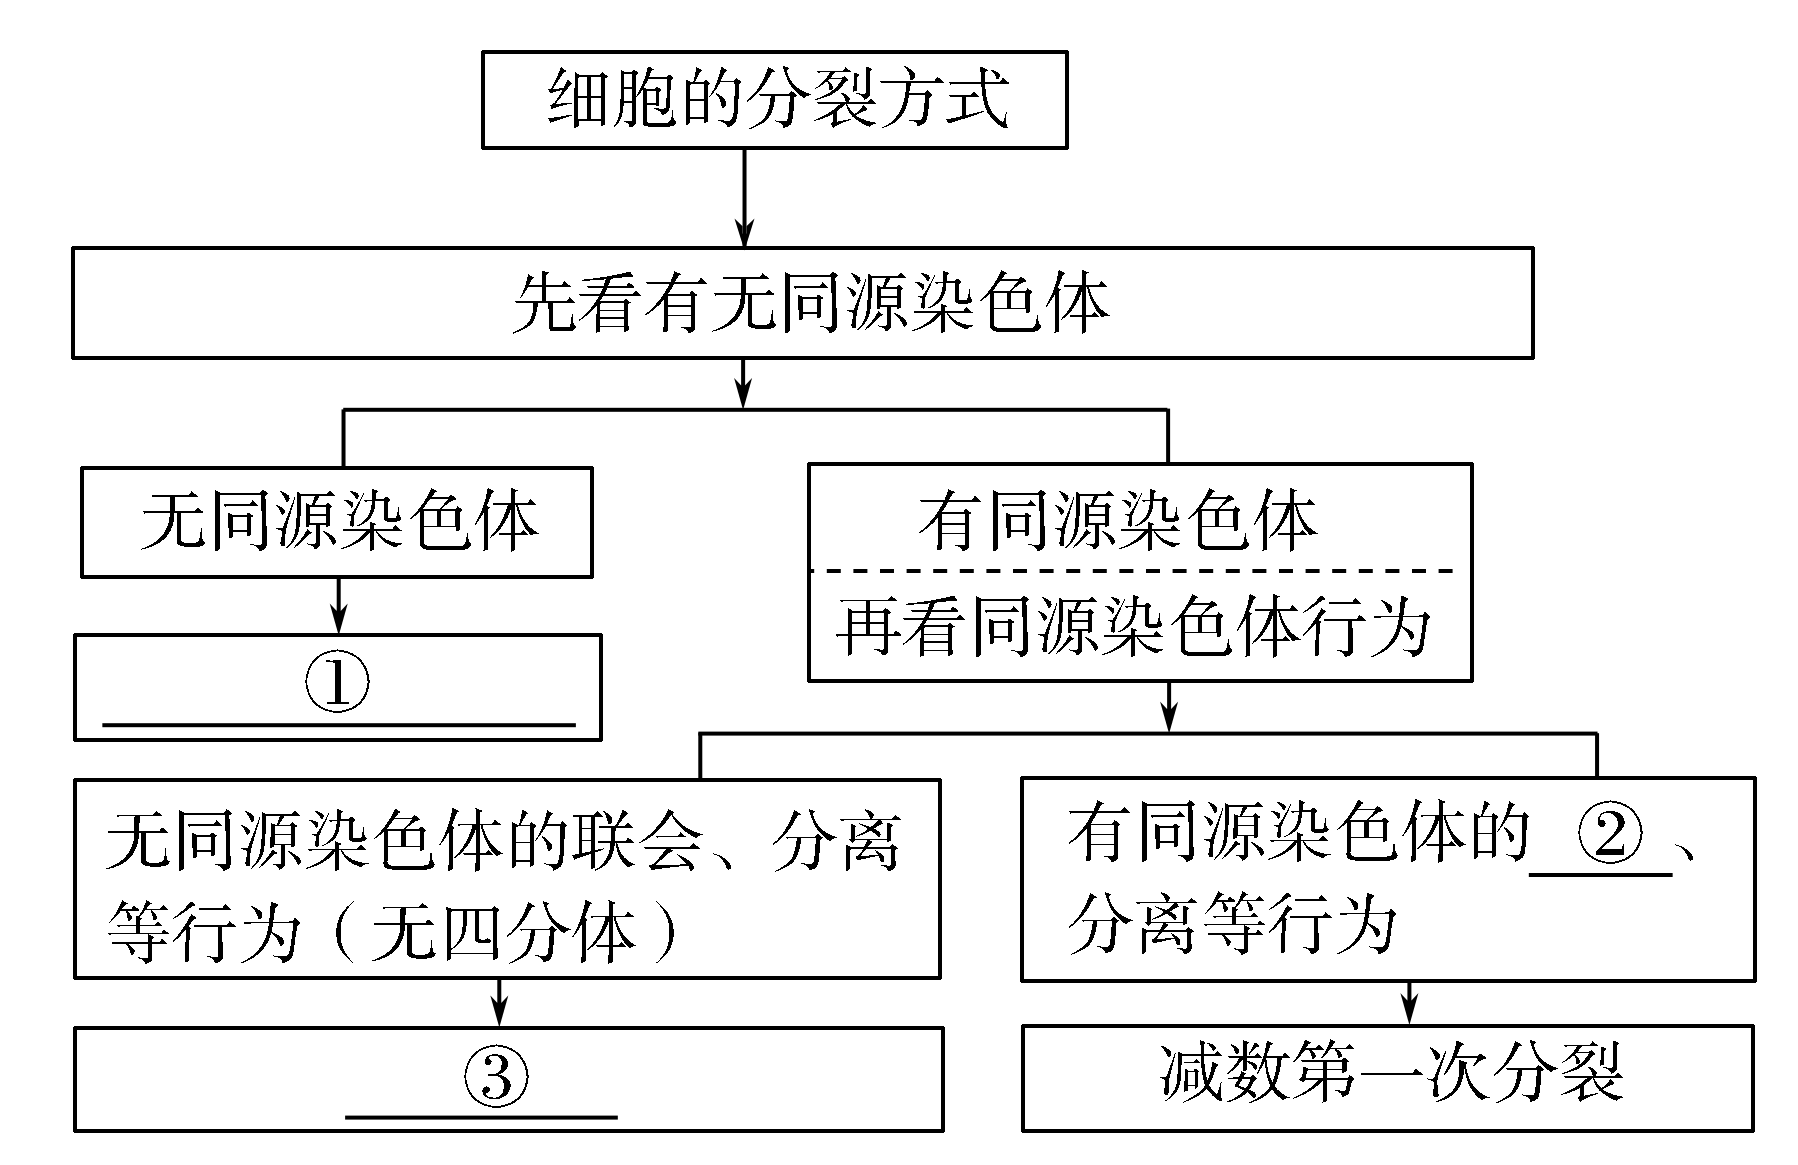 细胞的分裂方式
先看有无同源染色体
无同源染色体
有同源染色体
再看同源染色体行为
①
无同源染色体的联会、分离
等行为（无四分体）
有同源染色体的②、
分离等行为
③
减数第一次分裂